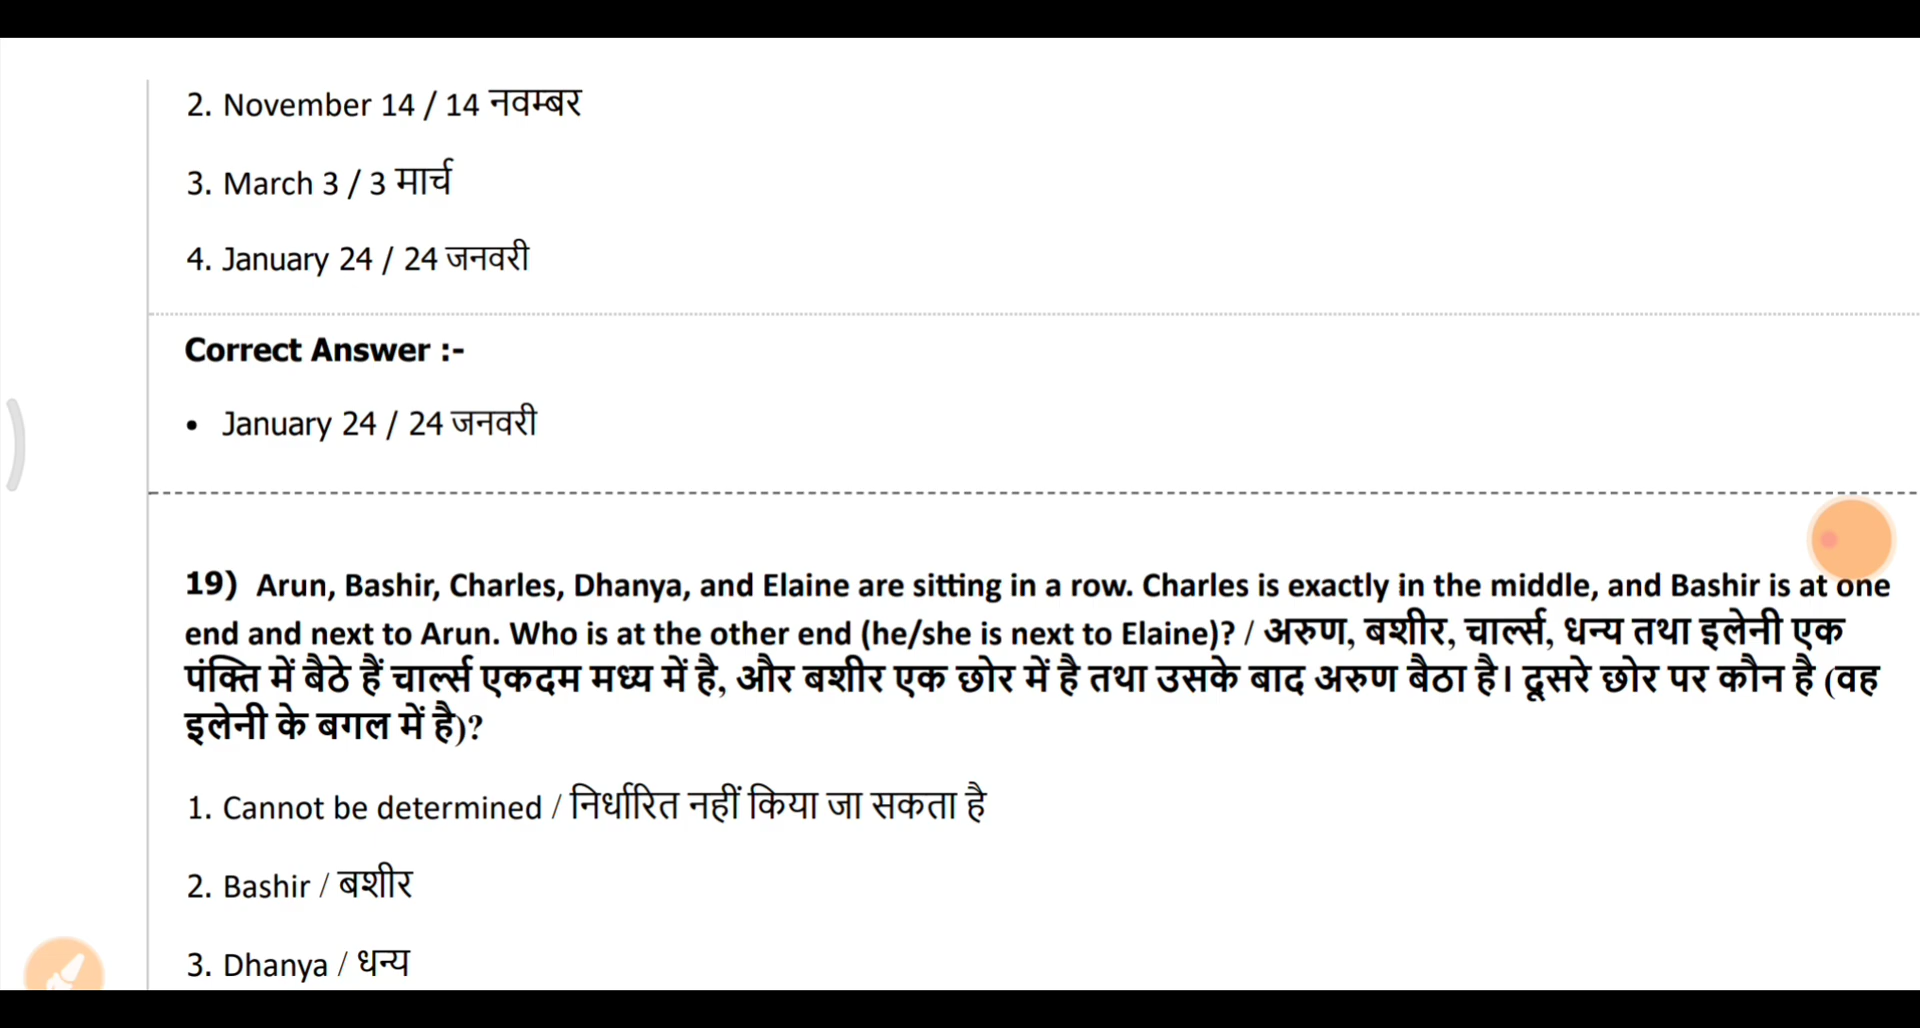 2. November 14 / 14 नवम्बर
3. March 3 / 3 मार्च
4. January 24 / 24 जनवरी
Correct Answer :-
• January 24 / 24 जनवरी
19) Arun, Bashir, Charles, Dhanya, and Elaine are sitting in a row. Charles is exactly in the middle, and Bashir is at one
end and next to Arun. Who is at the other end (he/she is next to Elaine)? / अरुण, बशीर, चार्ल्स, धन्य तथा इलेनी एक
पंक्ति में बैठे हैं चार्ल्स एकदम मध्य में है, और बशीर एक छोर में है तथा उसके बाद अरुण बैठा है। दूसरे छोर पर कौन है (वह
इलेनी के बगल में है)?
1. Cannot be determined / निर्धारित नहीं किया जा सकता है
2. Bashir / बशीर
3. Dhanya / धन्य